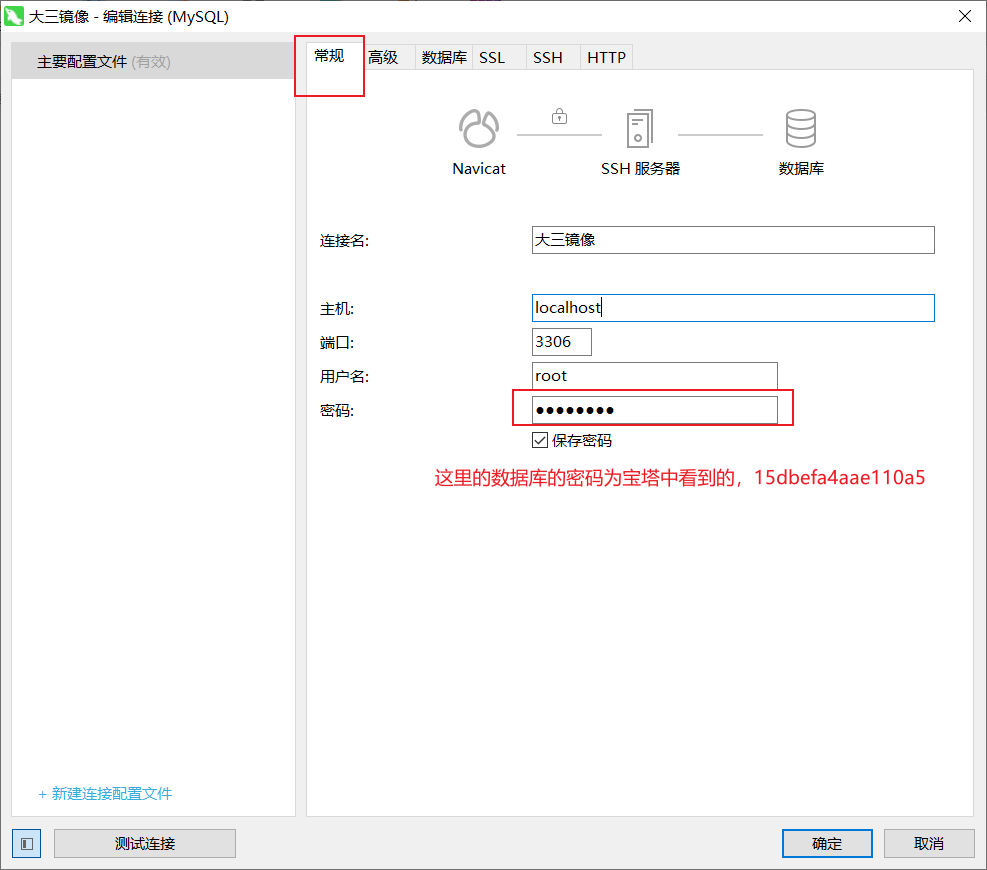 大三镜像 - 编辑连接 (MySQL)
主要配置文件 (有效)
常规 高级 数据库 SSL SSH HTTP
Navicat SSH 服务器 数据库
连接名: 大三镜像
主机: localhost
端口: 3306
用户名: root
密码: ●●●●●●●●
保存密码
这里的数据库的密码为宝塔中看到的，15dbefa4aae110a5
+ 新建连接配置文件
测试连接 确定 取消